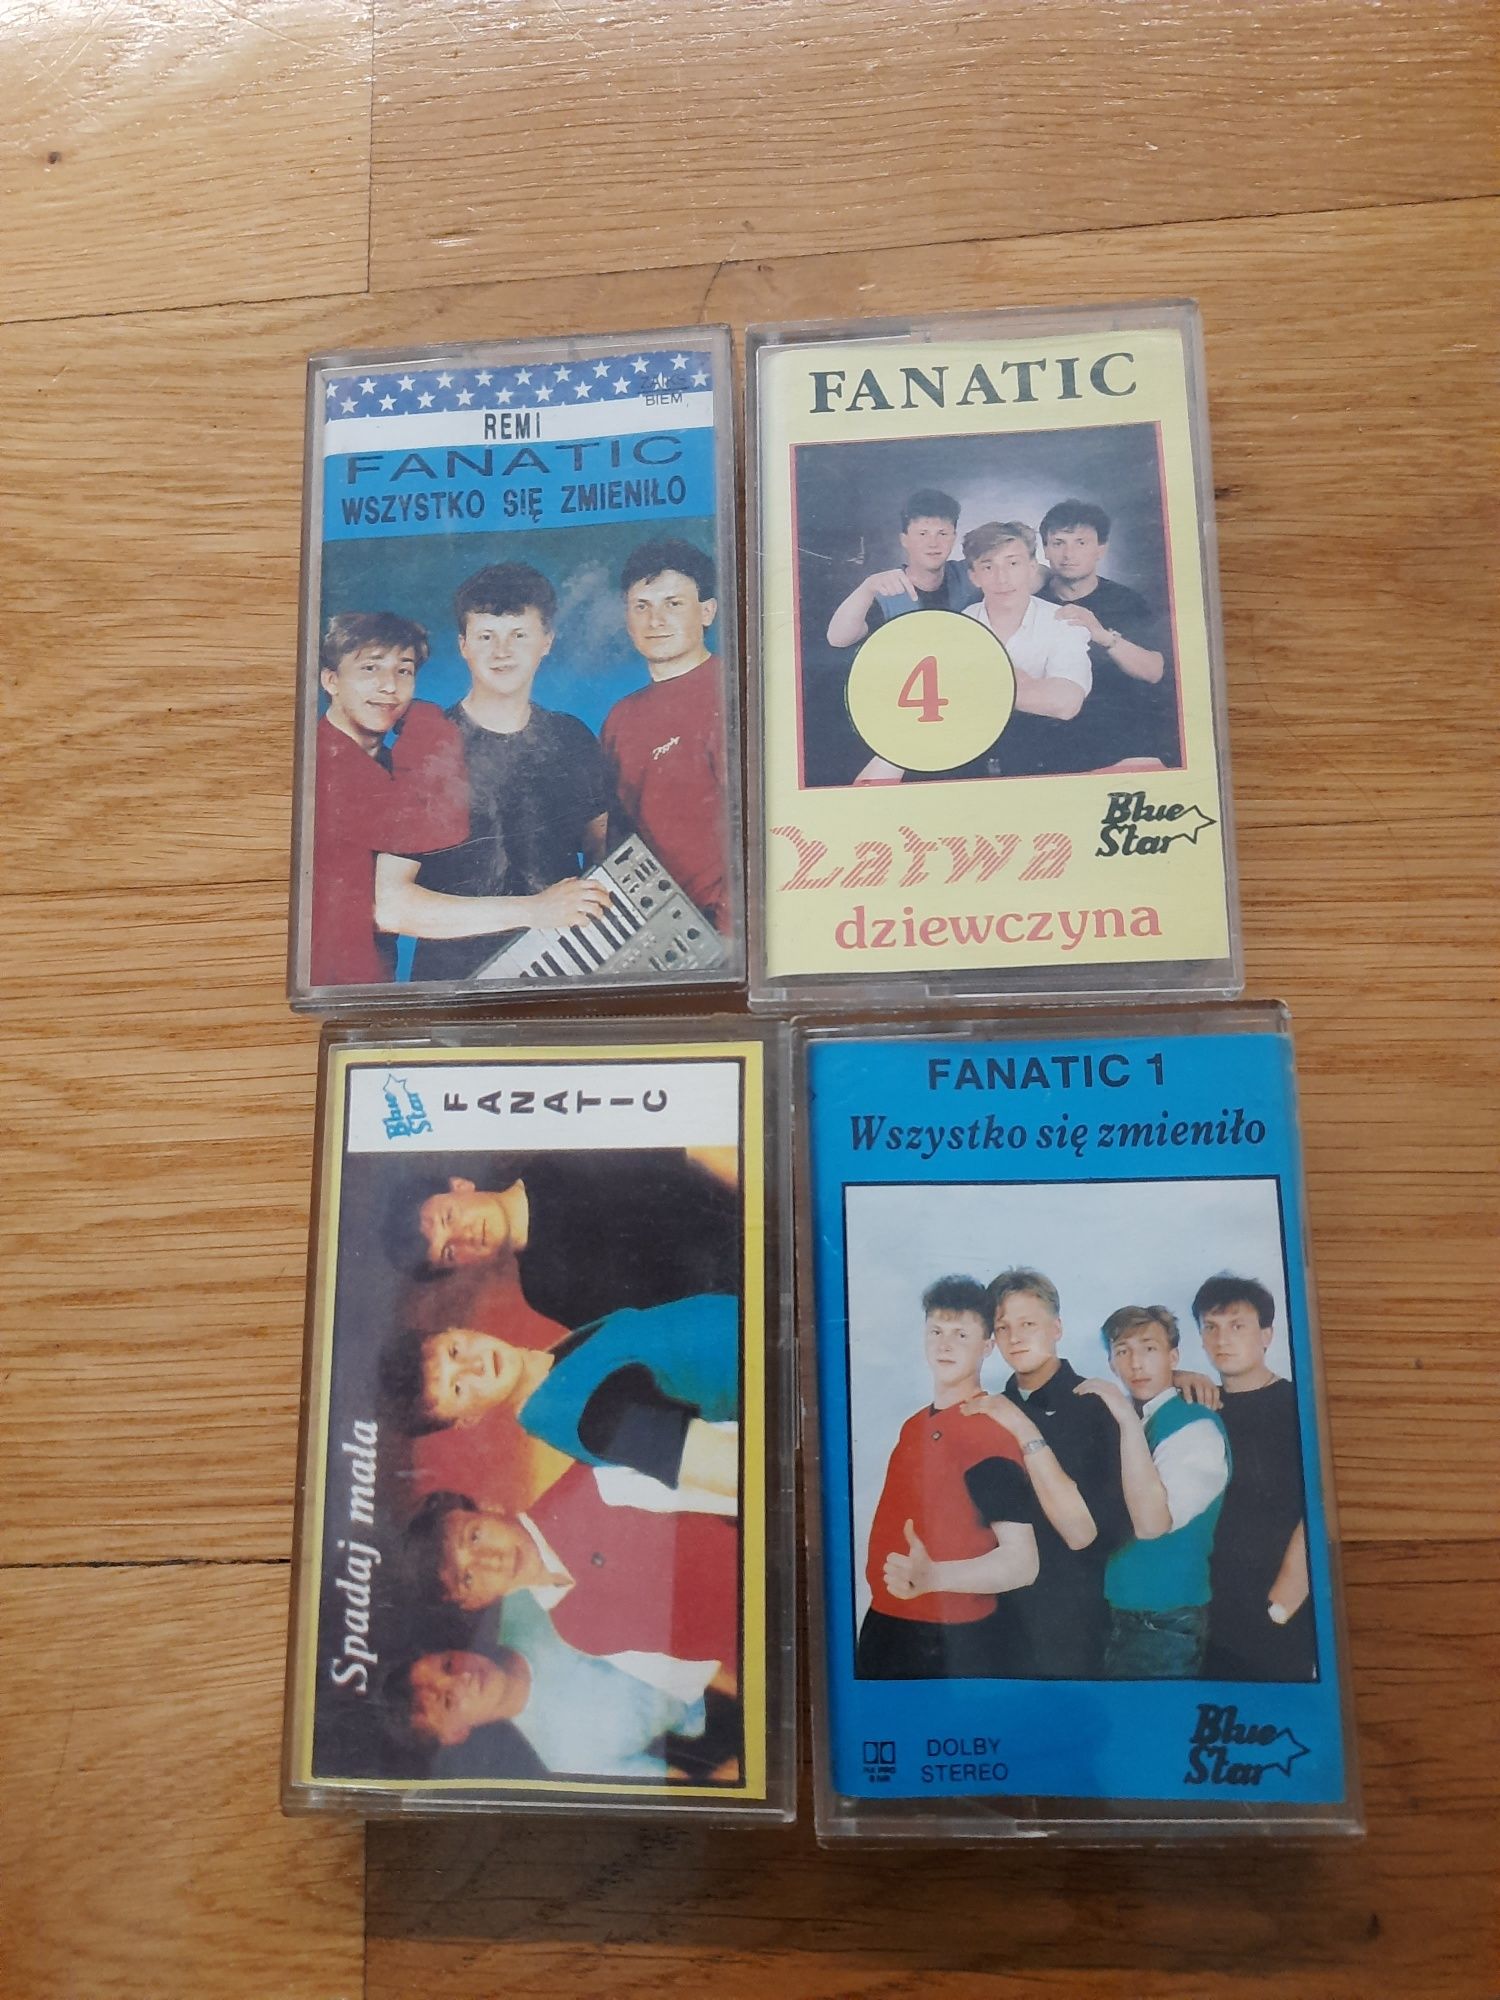 ZAIKS
BIEM
REMI
FANATIC
WSZYSTKO SIĘ ZMIENIŁO
FANATIC
4
Blue
Star
Łatwa
dziewczyna
Blue
Star
FANATIC
Spadaj mała
FANATIC 1
Wszystko się zmieniło
DOLBY
STEREO
Blue
Star